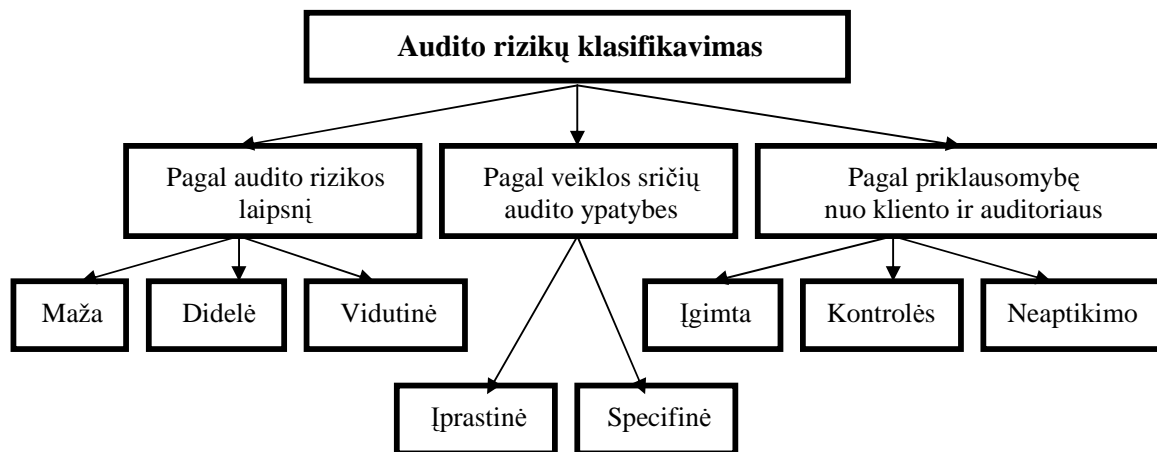 Audito rizikų klasifikavimas
Pagal audito rizikos
laipsnį
Pagal veiklos sričių
audito ypatybes
Pagal priklausomybę
nuo kliento ir auditoriaus
Maža
Didelė
Vidutinė
Įgimta
Kontrolės
Neaptikimo
Įprastinė
Specifinė